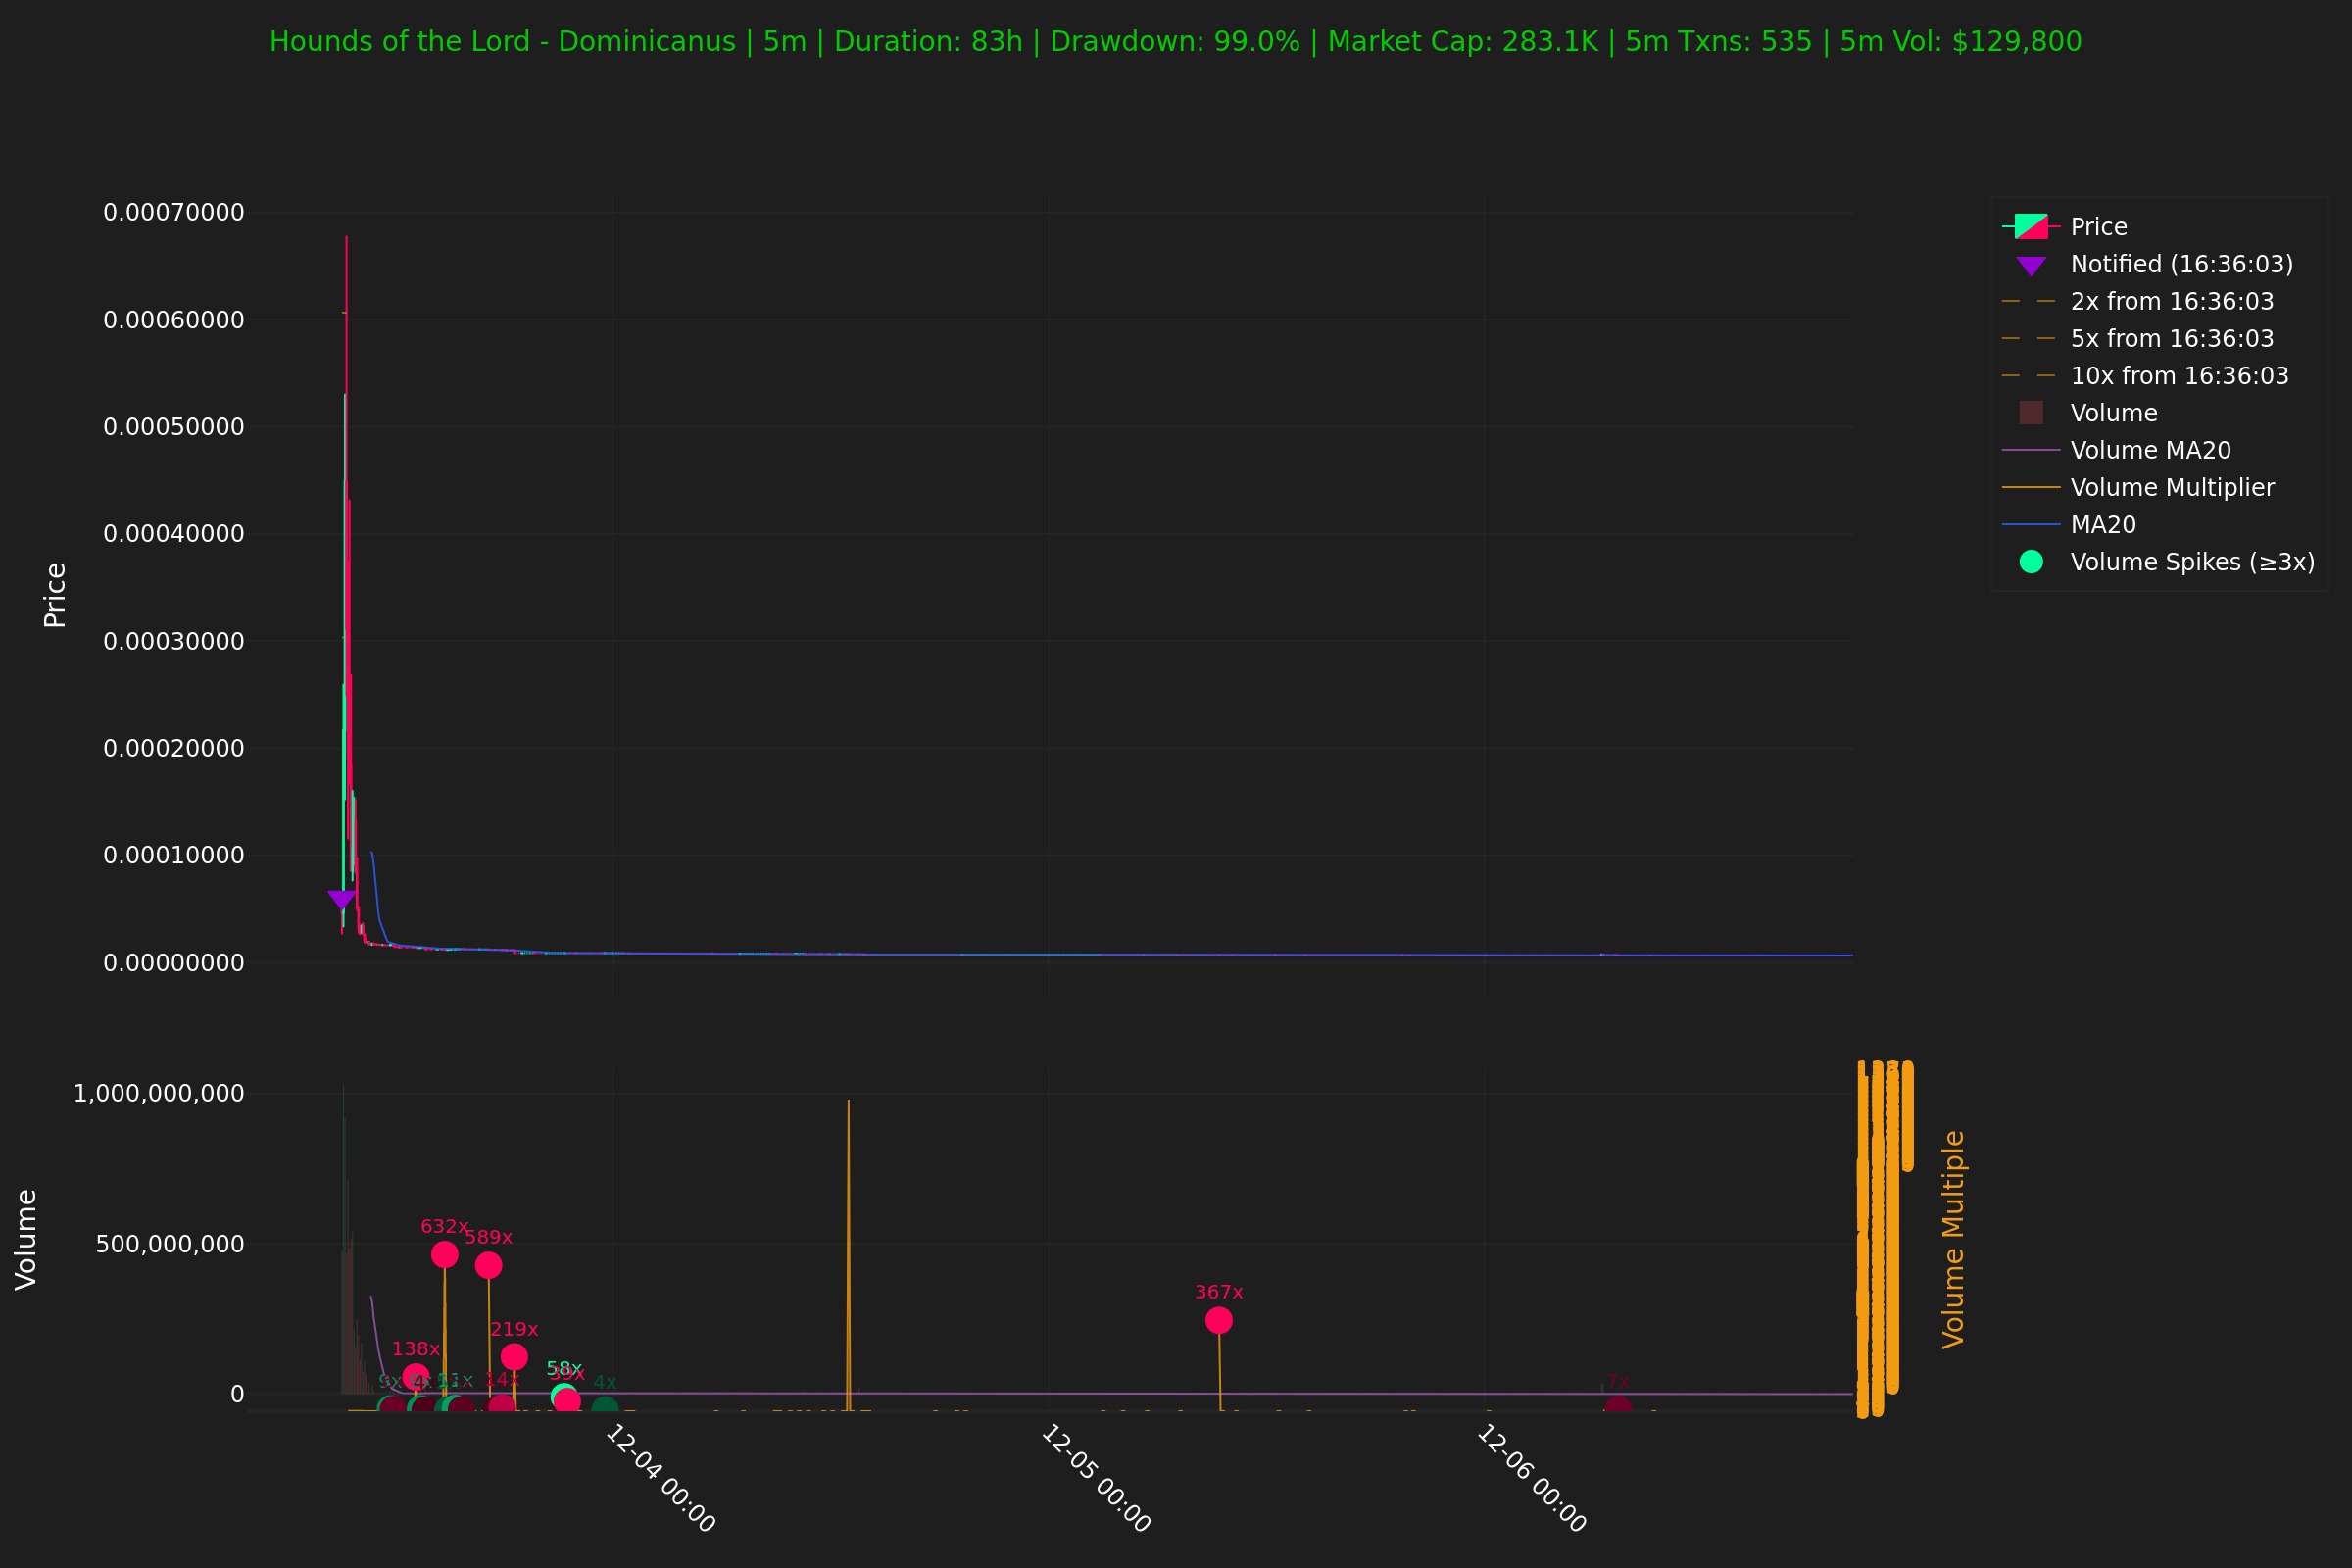 Hounds of the Lord - Dominicanus | 5m | Duration: 83h | Drawdown: 99.0% | Market Cap: 283.1K | 5m Txns: 535 | 5m Vol: $129,800
Price
0.00070000
0.00060000
0.00050000
0.00040000
0.00030000
0.00020000
0.00010000
0.00000000
Price
Notified (16:36:03)
2x from 16:36:03
5x from 16:36:03
10x from 16:36:03
Volume
Volume MA20
Volume Multiplier
MA20
Volume Spikes (≥3x)
Volume
1,000,000,000
500,000,000
0
632x
589x
367x
219x
138x
58x
39x
9x
14x
4x
7x
Volume Multiple
12-04 00:00
12-05 00:00
12-06 00:00